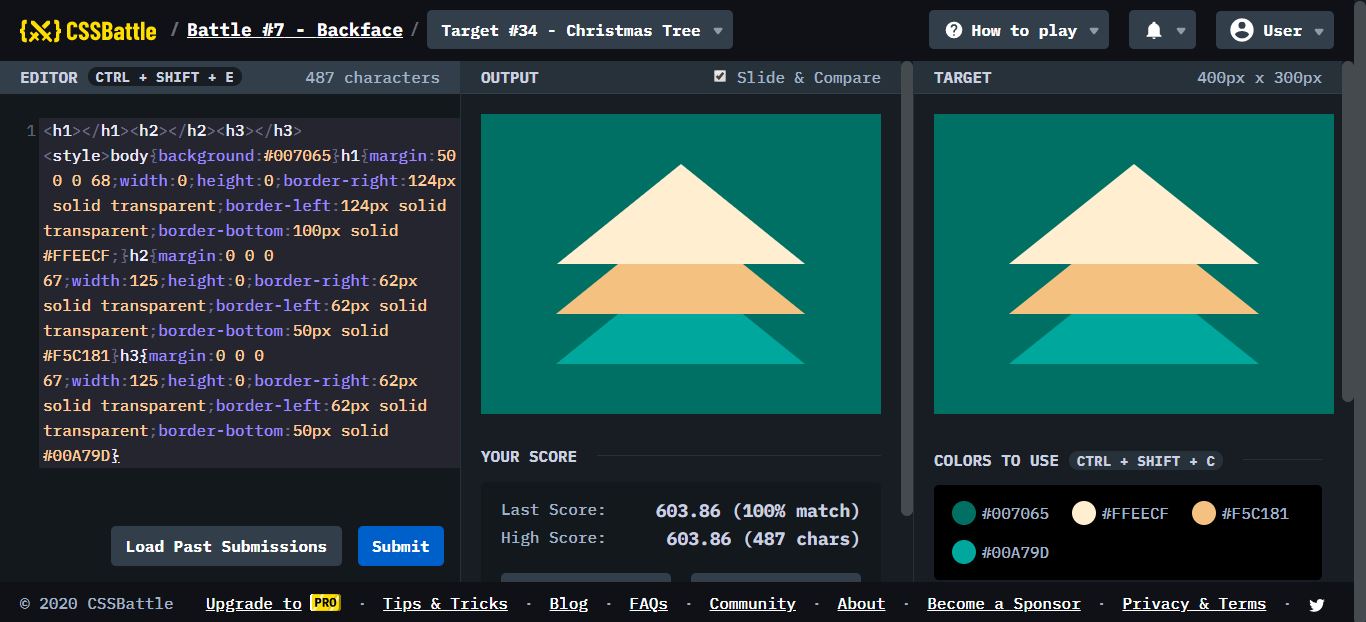 {X} CSSBattle / Battle #7 - Backface / Target #34 - Christmas Tree How to play User
EDITOR CTRL + SHIFT + E 487 characters
OUTPUT Slide & Compare
TARGET 400px x 300px
1 <h1></h1><h2></h2><h3></h3>
<style>body{background:#007065}h1{margin:50
0 0 68;width:0;height:0;border-right:124px
solid transparent;border-left:124px solid
transparent;border-bottom:100px solid
#FFEECF;}h2{margin:0 0 0
67;width:125;height:0;border-right:62px
solid transparent;border-left:62px solid
transparent;border-bottom:50px solid
#F5C181}h3{margin:0 0 0
67;width:125;height:0;border-right:62px
solid transparent;border-left:62px solid
transparent;border-bottom:50px solid
#00A79D}
Load Past Submissions Submit
YOUR SCORE
Last Score: 603.86 (100% match)
High Score: 603.86 (487 chars)
COLORS TO USE CTRL + SHIFT + C
#007065 #FFEECF #F5C181
#00A79D
© 2020 CSSBattle Upgrade to PRO · Tips & Tricks · Blog · FAQs · Community · About · Become a Sponsor · Privacy & Terms ·